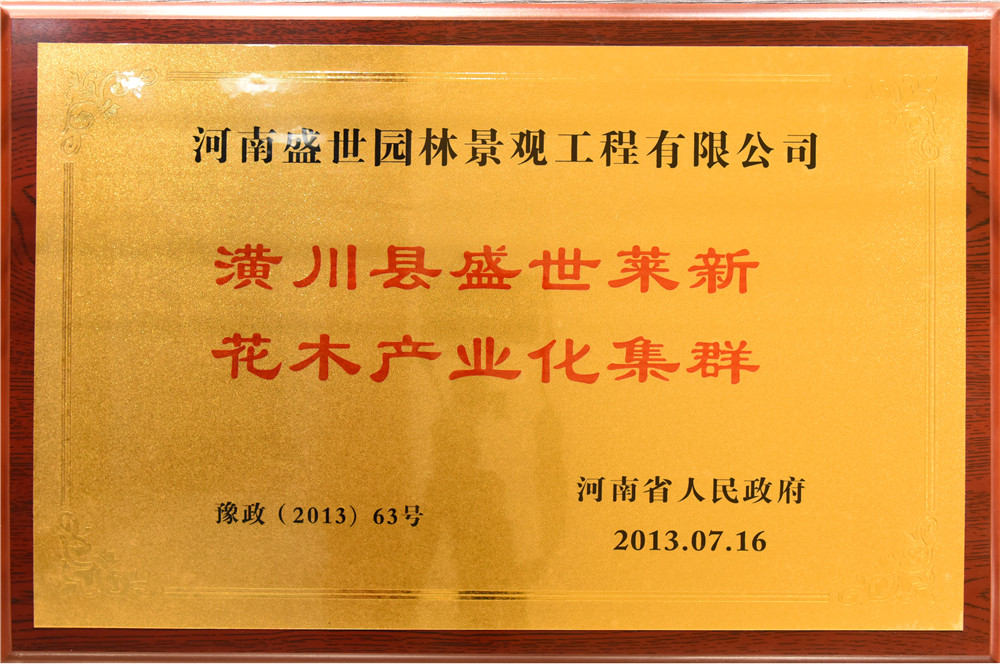 河南盛世园林景观工程有限公司
潢川县盛世莱新
花木产业化集群
豫政（2013）63号
河南省人民政府
2013.07.16